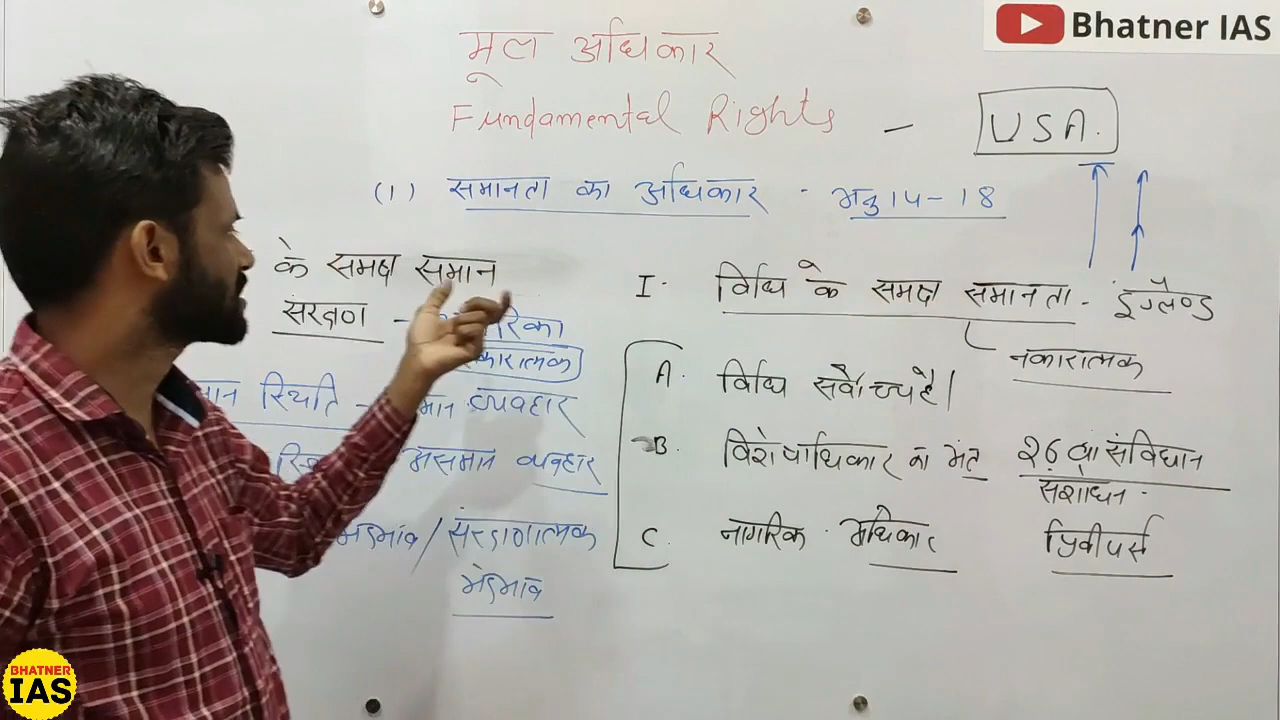 Bhatner IAS
मूल अधिकार
Fundamental Rights - USA.
(1) समानता का अधिकार - अनु 14-18
के समक्ष समान
संरक्षण -
व्यवहार
स्थिति -
असमान व्यवहार
/ संरक्षणात्मक
भेदभाव
I. विधि के समक्ष समानता - इंग्लैण्ड
नकारात्मक
A. विधि सर्वोच्च है।
B. विशेषाधिकार का अंत 26 वां संविधान
संशोधन -
C. नागरिक अधिकार प्रिवीपर्स
BHATNER
IAS